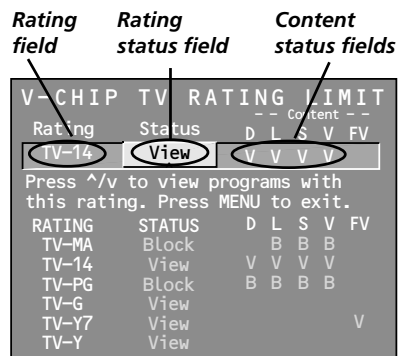 Rating field
Rating status field
Content status fields
V-CHIP TV RATING LIMIT
- - Content - -
Rating Status D L S V FV
TV-14 View V V V V
Press ^/v to view programs with
this rating. Press MENU to exit.
RATING STATUS D L S V FV
TV-MA Block B B B
TV-14 View V V V V
TV-PG Block B B B B
TV-G View
TV-Y7 View V
TV-Y View